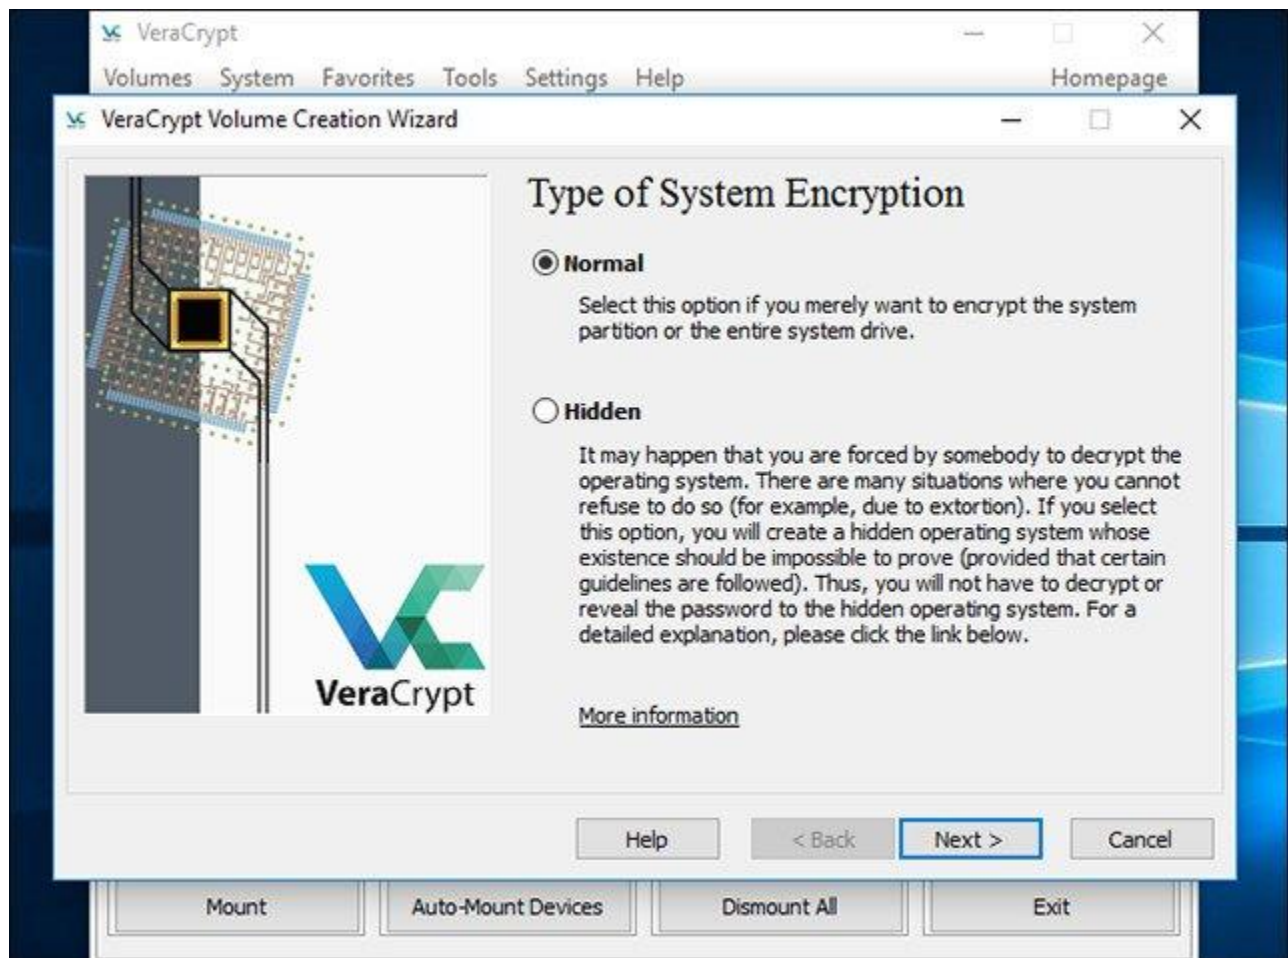 VeraCrypt
Volumes System Favorites Tools Settings Help Homepage
VeraCrypt Volume Creation Wizard
Type of System Encryption
Normal
Select this option if you merely want to encrypt the system
partition or the entire system drive.
Hidden
It may happen that you are forced by somebody to decrypt the
operating system. There are many situations where you cannot
refuse to do so (for example, due to extortion). If you select
this option, you will create a hidden operating system whose
existence should be impossible to prove (provided that certain
guidelines are followed). Thus, you will not have to decrypt or
reveal the password to the hidden operating system. For a
detailed explanation, please click the link below.
VeraCrypt
More information
Help < Back Next > Cancel
Mount Auto-Mount Devices Dismount All Exit